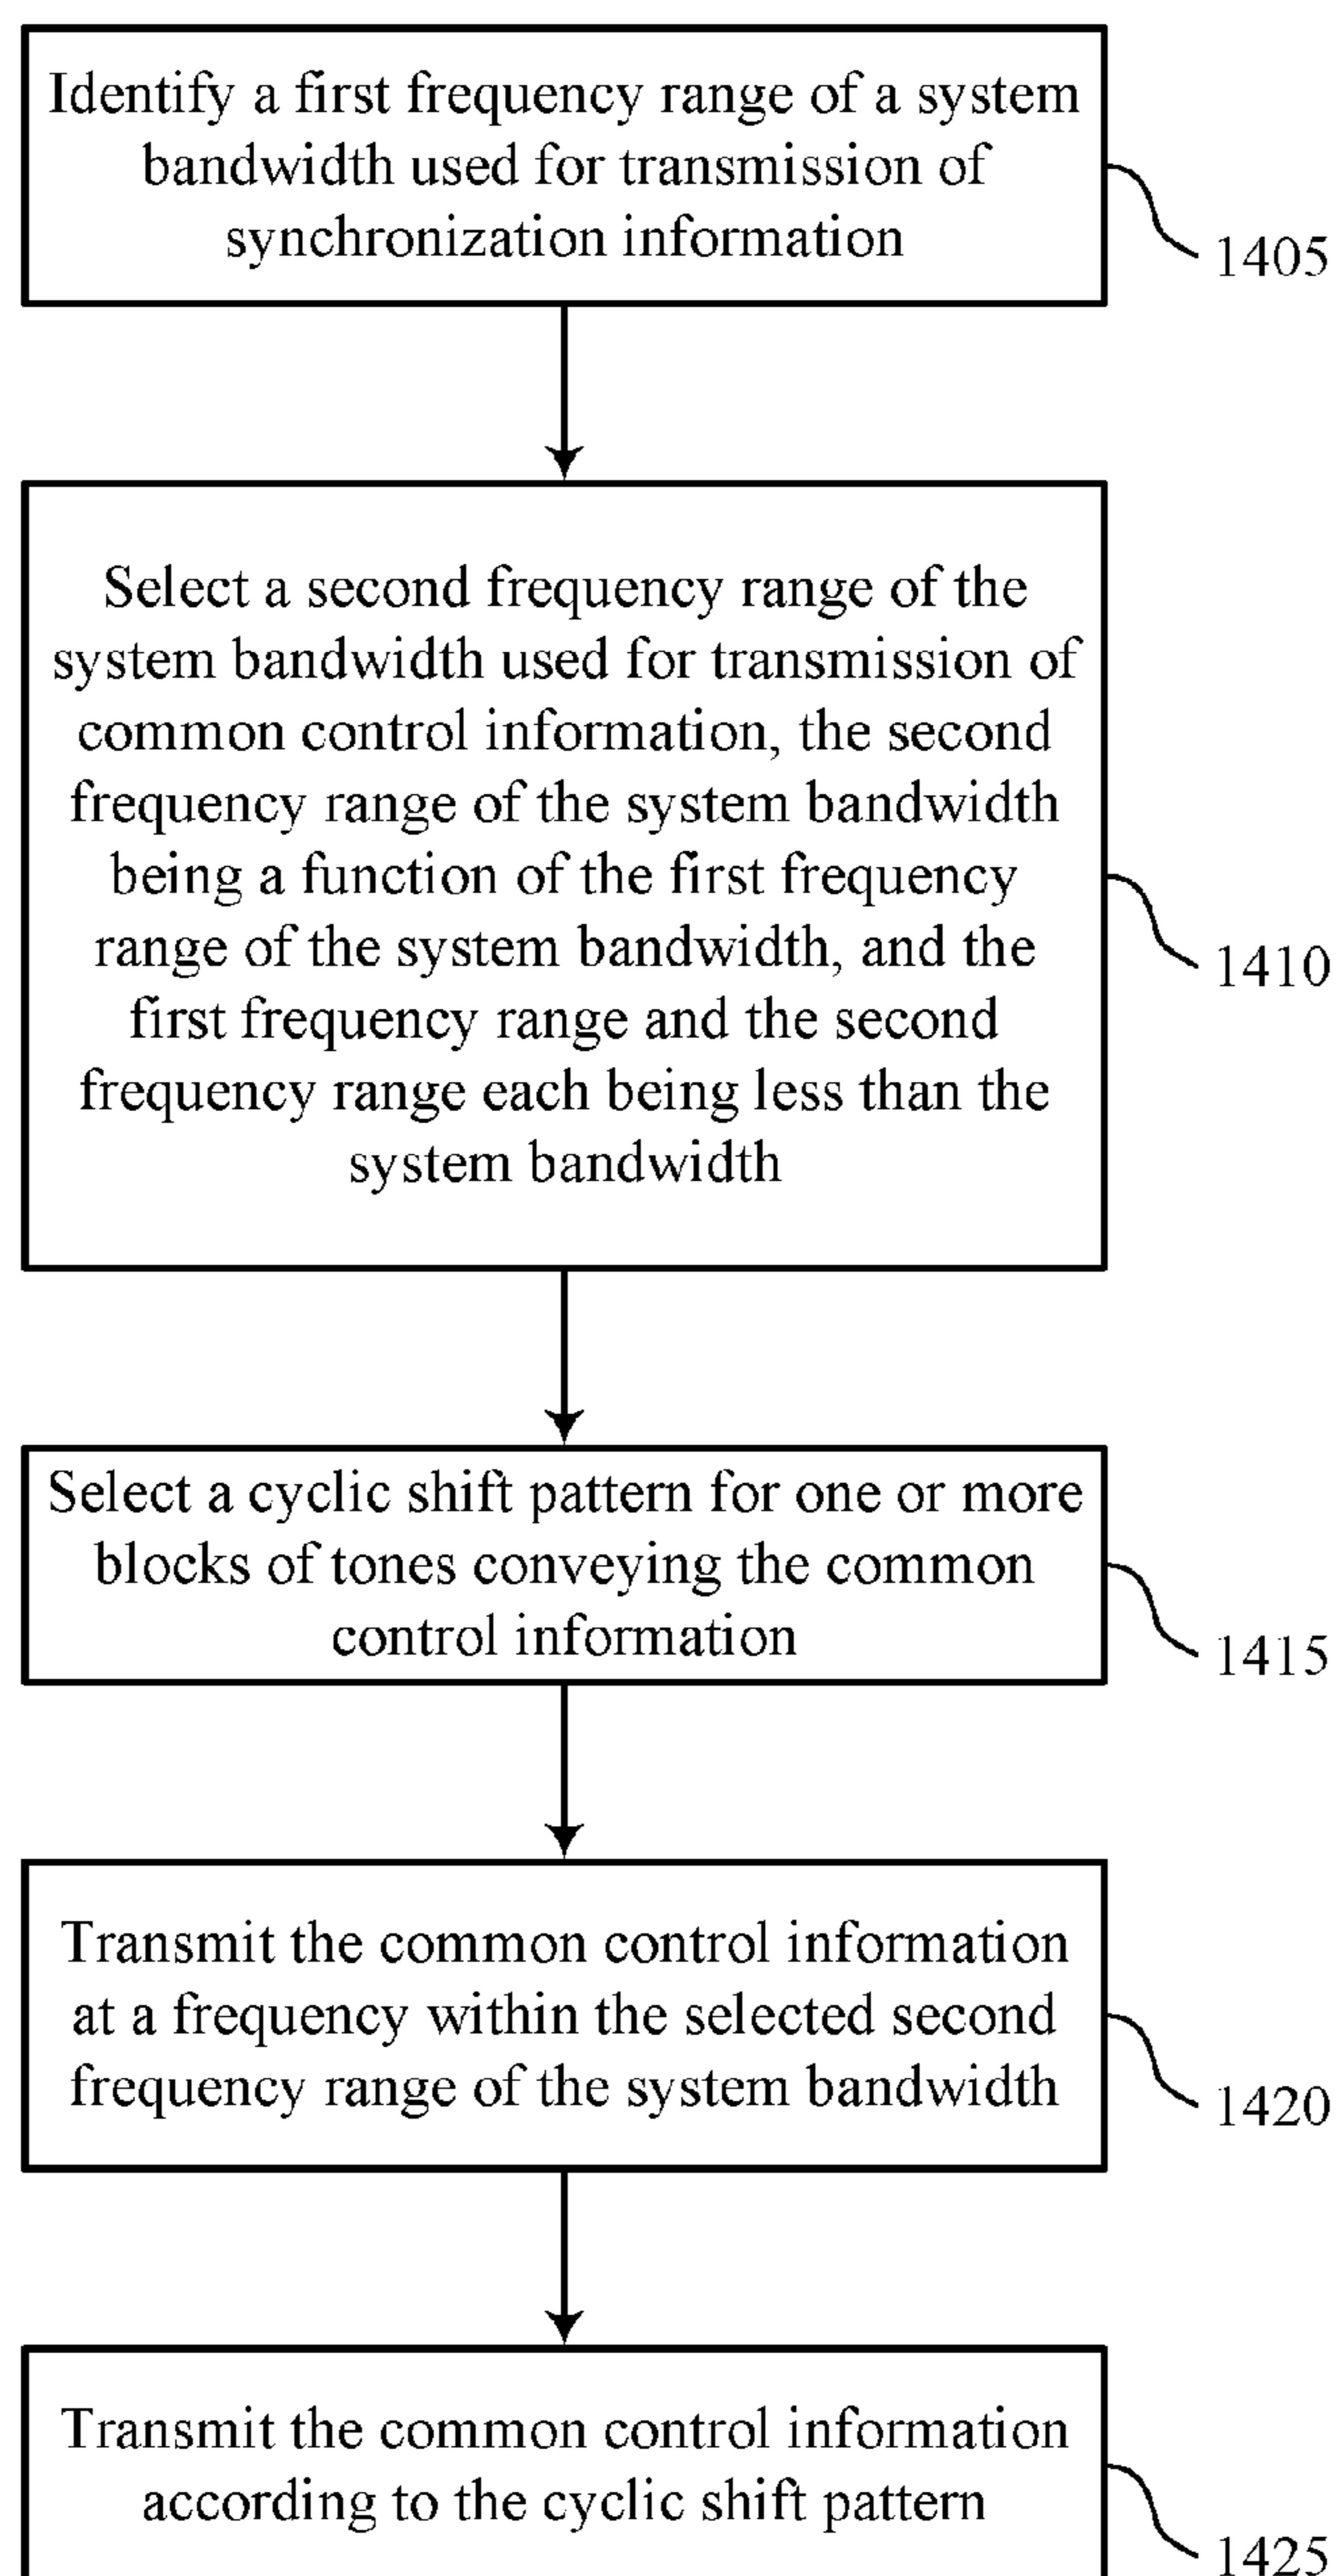 Identify a first frequency range of a system
bandwidth used for transmission of
synchronization information
1405
Select a second frequency range of the
system bandwidth used for transmission of
common control information, the second
frequency range of the system bandwidth
being a function of the first frequency
range of the system bandwidth, and the
first frequency range and the second
frequency range each being less than the
system bandwidth
1410
Select a cyclic shift pattern for one or more
blocks of tones conveying the common
control information
1415
Transmit the common control information
at a frequency within the selected second
frequency range of the system bandwidth
1420
Transmit the common control information
according to the cyclic shift pattern
1425